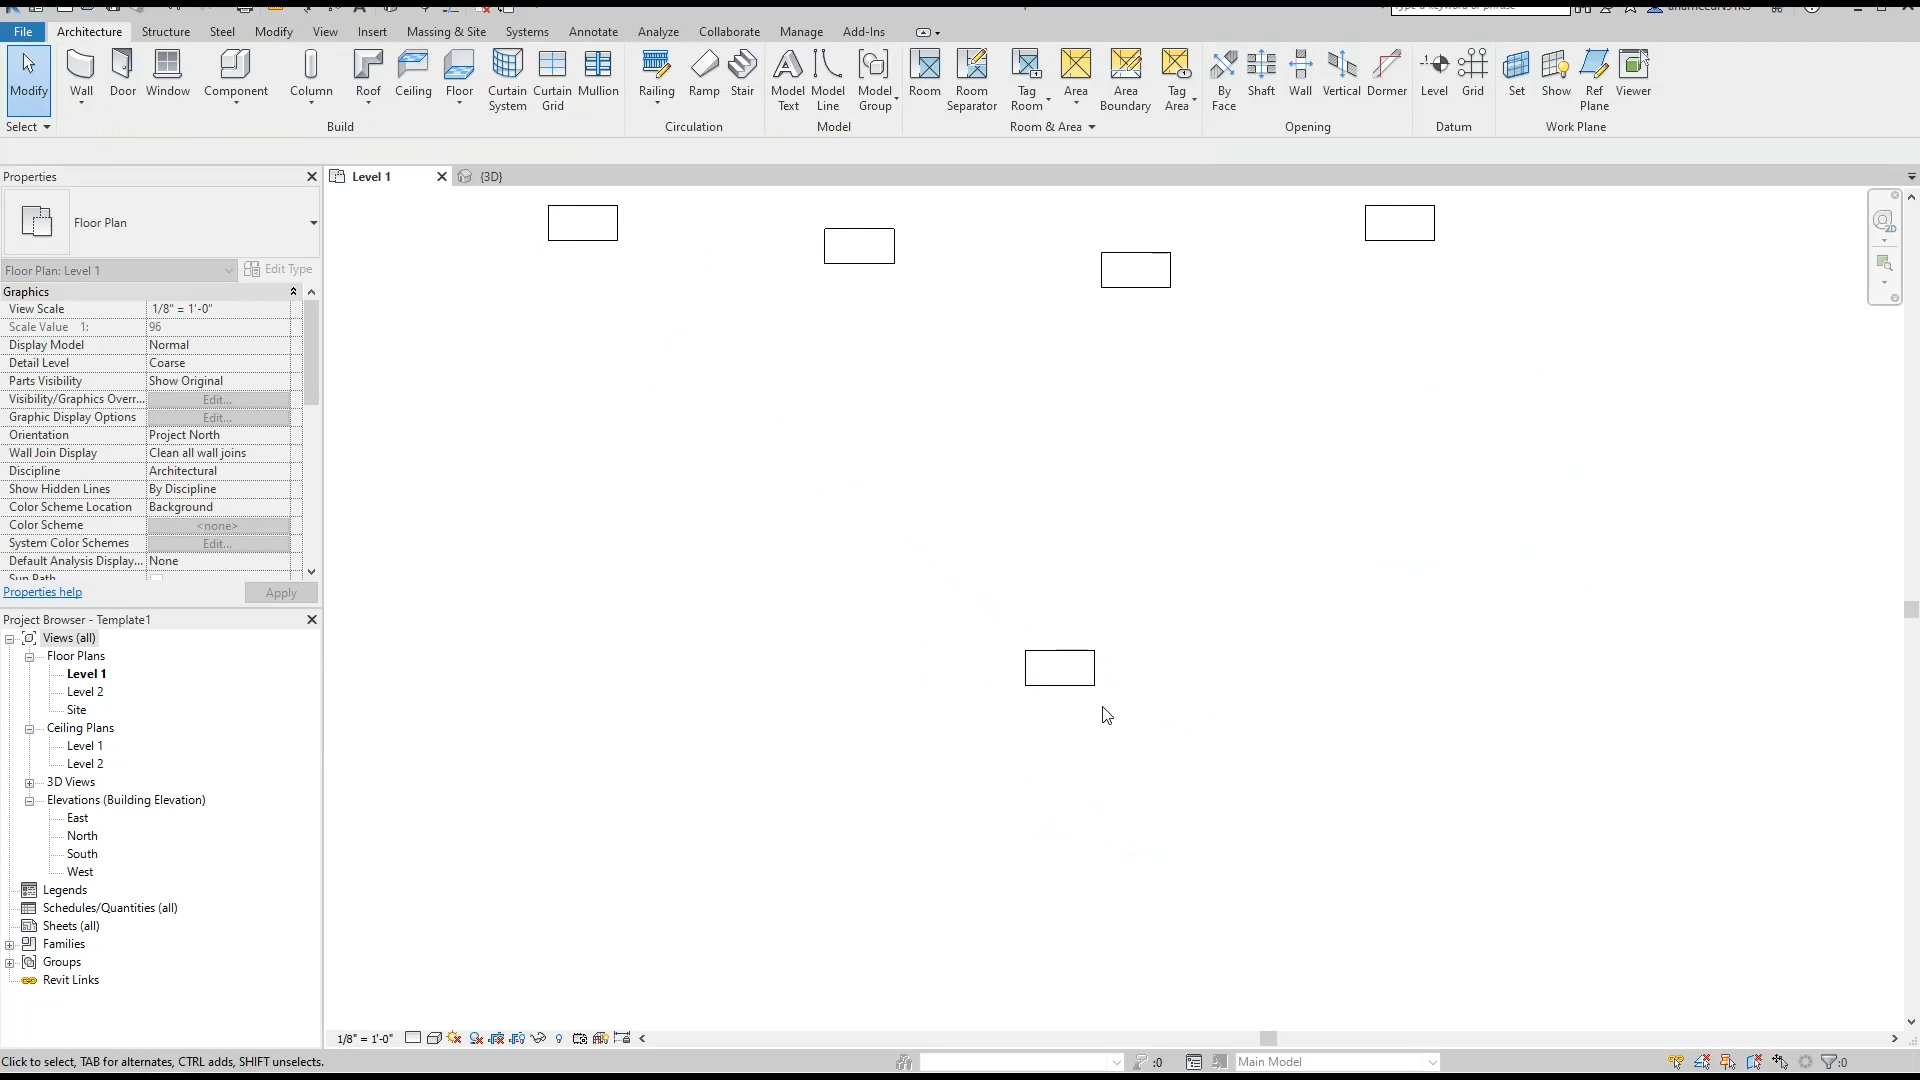 File Architecture Structure Steel Modify View Insert Massing & Site Systems Annotate Analyze Collaborate Manage Add-Ins
Modify Wall Door Window Component Column Roof Ceiling Floor Curtain System Curtain Grid Mullion Railing Ramp Stair Model Text Model Line Model Group Room Room Separator Tag Room Area Area Boundary Tag Area By Face Shaft Wall Vertical Dormer Level Grid Set Show Ref Plane Viewer
Select Build Circulation Model Room & Area Opening Datum Work Plane
Properties
Level 1
{3D}
2D
Floor Plan
Floor Plan: Level 1
Edit Type
Graphics
View Scale 1/8" = 1'-0"
Scale Value 1: 96
Display Model Normal
Detail Level Coarse
Parts Visibility Show Original
Visibility/Graphics Overr... Edit...
Graphic Display Options Edit...
Orientation Project North
Wall Join Display Clean all wall joins
Discipline Architectural
Show Hidden Lines By Discipline
Color Scheme Location Background
Color Scheme <none>
System Color Schemes Edit...
Default Analysis Display... None
Sun Path
Properties help
Apply
Project Browser - Template1
Views (all)
Floor Plans
Level 1
Level 2
Site
Ceiling Plans
Level 1
Level 2
3D Views
Elevations (Building Elevation)
East
North
South
West
Legends
Schedules/Quantities (all)
Sheets (all)
Families
Groups
Revit Links
1/8" = 1'-0"
Click to select, TAB for alternates, CTRL adds, SHIFT unselects.
:0
Main Model
:0